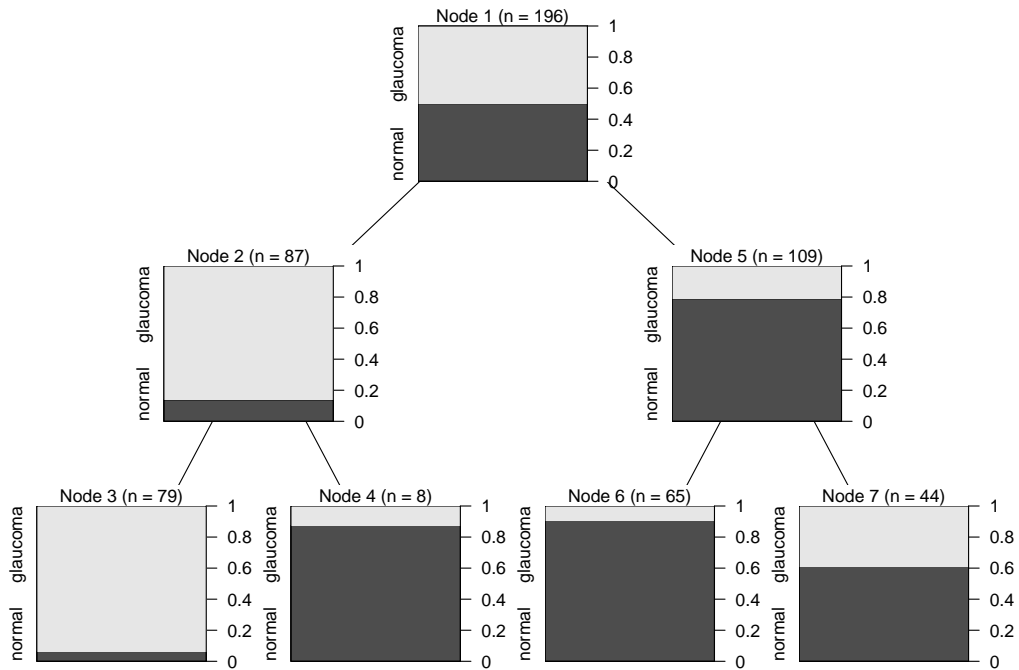 Node 1 (n = 196)
glaucoma
normal
1
0.8
0.6
0.4
0.2
0
Node 2 (n = 87)
glaucoma
normal
1
0.8
0.6
0.4
0.2
0
Node 5 (n = 109)
glaucoma
normal
1
0.8
0.6
0.4
0.2
0
Node 3 (n = 79)
glaucoma
normal
1
0.8
0.6
0.4
0.2
0
Node 4 (n = 8)
glaucoma
normal
1
0.8
0.6
0.4
0.2
0
Node 6 (n = 65)
glaucoma
normal
1
0.8
0.6
0.4
0.2
0
Node 7 (n = 44)
glaucoma
normal
1
0.8
0.6
0.4
0.2
0